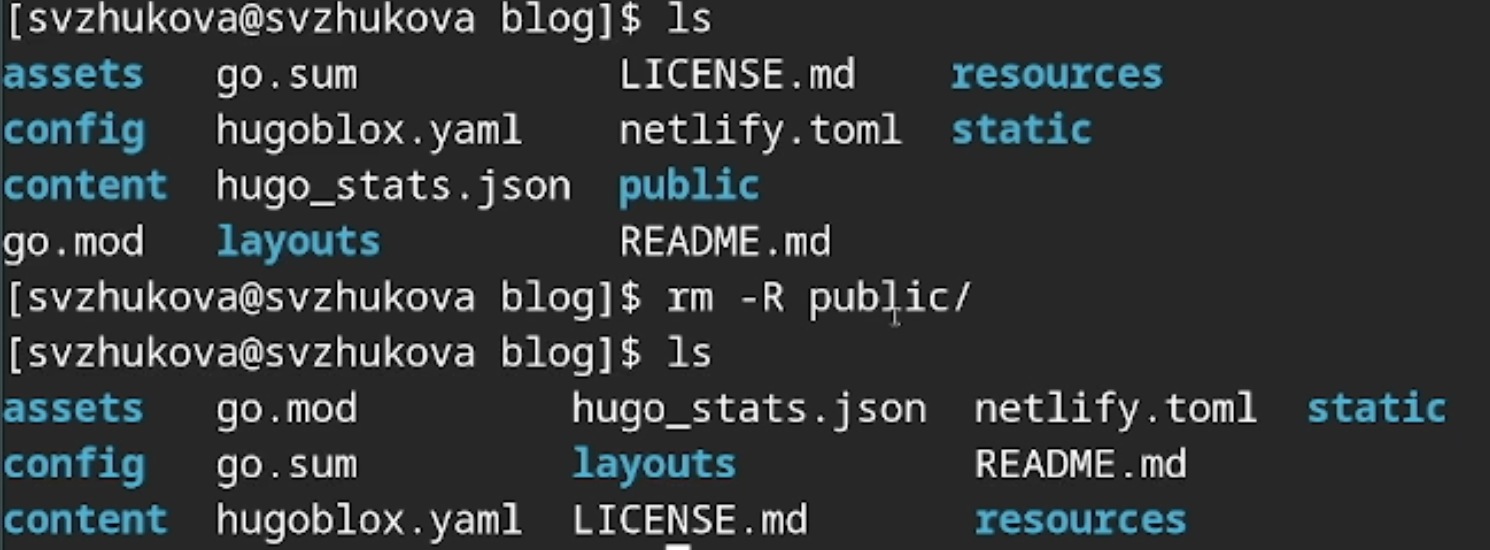 [svzhukova@svzhukova blog]$ ls
assets go.sum LICENSE.md resources
config hugoblox.yaml netlify.toml static
content hugo_stats.json public
go.mod layouts README.md
[svzhukova@svzhukova blog]$ rm -R public/
[svzhukova@svzhukova blog]$ ls
assets go.mod hugo_stats.json netlify.toml static
config go.sum layouts README.md
content hugoblox.yaml LICENSE.md resources